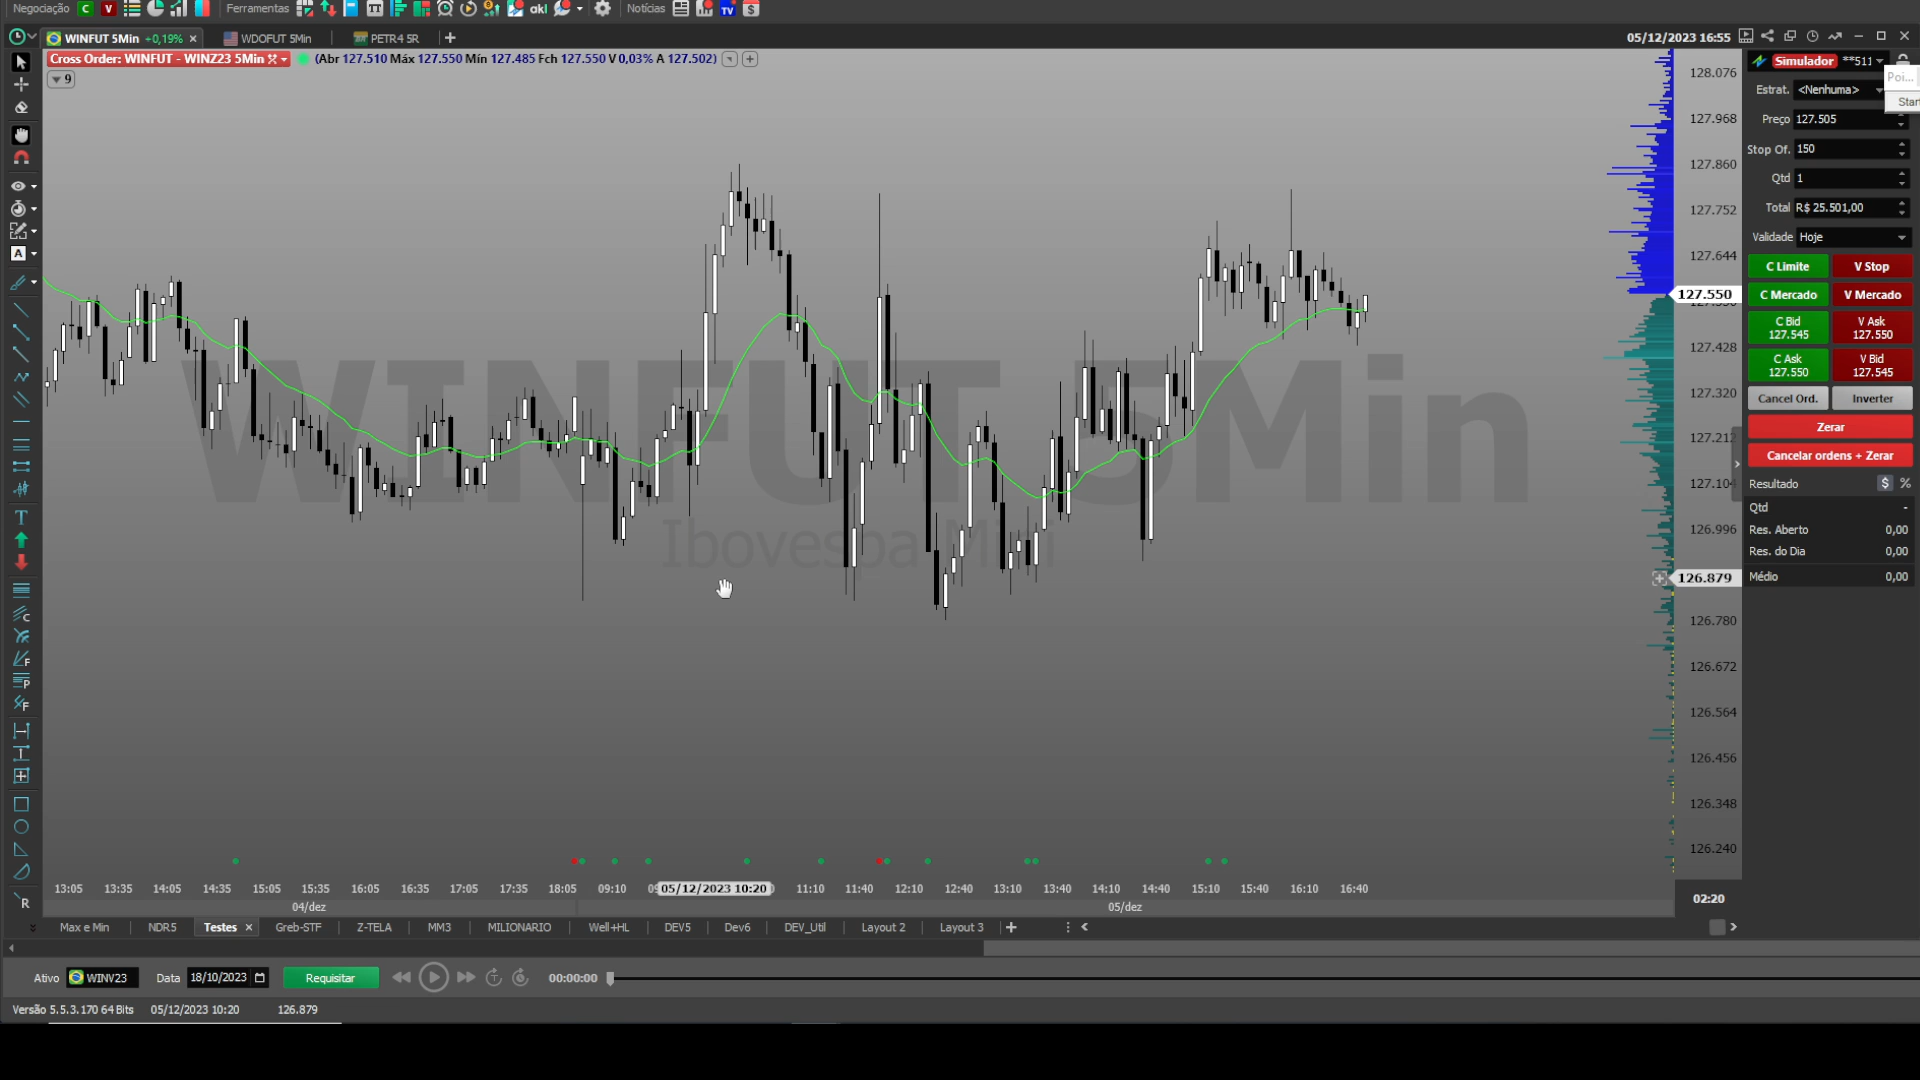 Negociação C V Ferramentas TT akl Notícias TV $
WINFUT 5Min +0,19% × WDOFUT 5Min PETR4 5R +
05/12/2023 16:55
Cross Order: WINFUT - WINZ23 5Min (Abr 127.510 Máx 127.550 Mín 127.485 Fch 127.550 V 0,03% A 127.502)
9
WINFUT 5Min
Ibovespa Mini
128.076
127.968
127.860
127.752
127.644
127.550
127.428
127.320
127.212
127.104
126.996
126.879
126.780
126.672
126.564
126.456
126.348
126.240
Simulador **511
Poi...
Start
Estrat. <Nenhuma>
Preço 127.505
Stop Of. 150
Qtd 1
Total R$ 25.501,00
Validade Hoje
C Limite V Stop
C Mercado V Mercado
C Bid V Ask
127.545 127.550
C Ask V Bid
127.550 127.545
Cancel Ord. Inverter
Zerar
Cancelar ordens + Zerar
Resultado $ %
Qtd -
Res. Aberto 0,00
Res. do Dia 0,00
Médio 0,00
13:05 13:35 14:05 14:35 15:05 15:35 16:05 16:35 17:05 17:35 18:05 09:10 05/12/2023 10:20 11:10 11:40 12:10 12:40 13:10 13:40 14:10 14:40 15:10 15:40 16:10 16:40
02:20
04/dez 05/dez
Max e Min NDR5 Testes × Greb-STF Z-TELA MM3 MILIONARIO Well+HL DEV5 Dev6 DEV_Util Layout 2 Layout 3 +
Ativo WINV23 Data 18/10/2023 Requisitar 00:00:00
Versão 5.5.3.170 64 Bits 05/12/2023 10:20 126.879